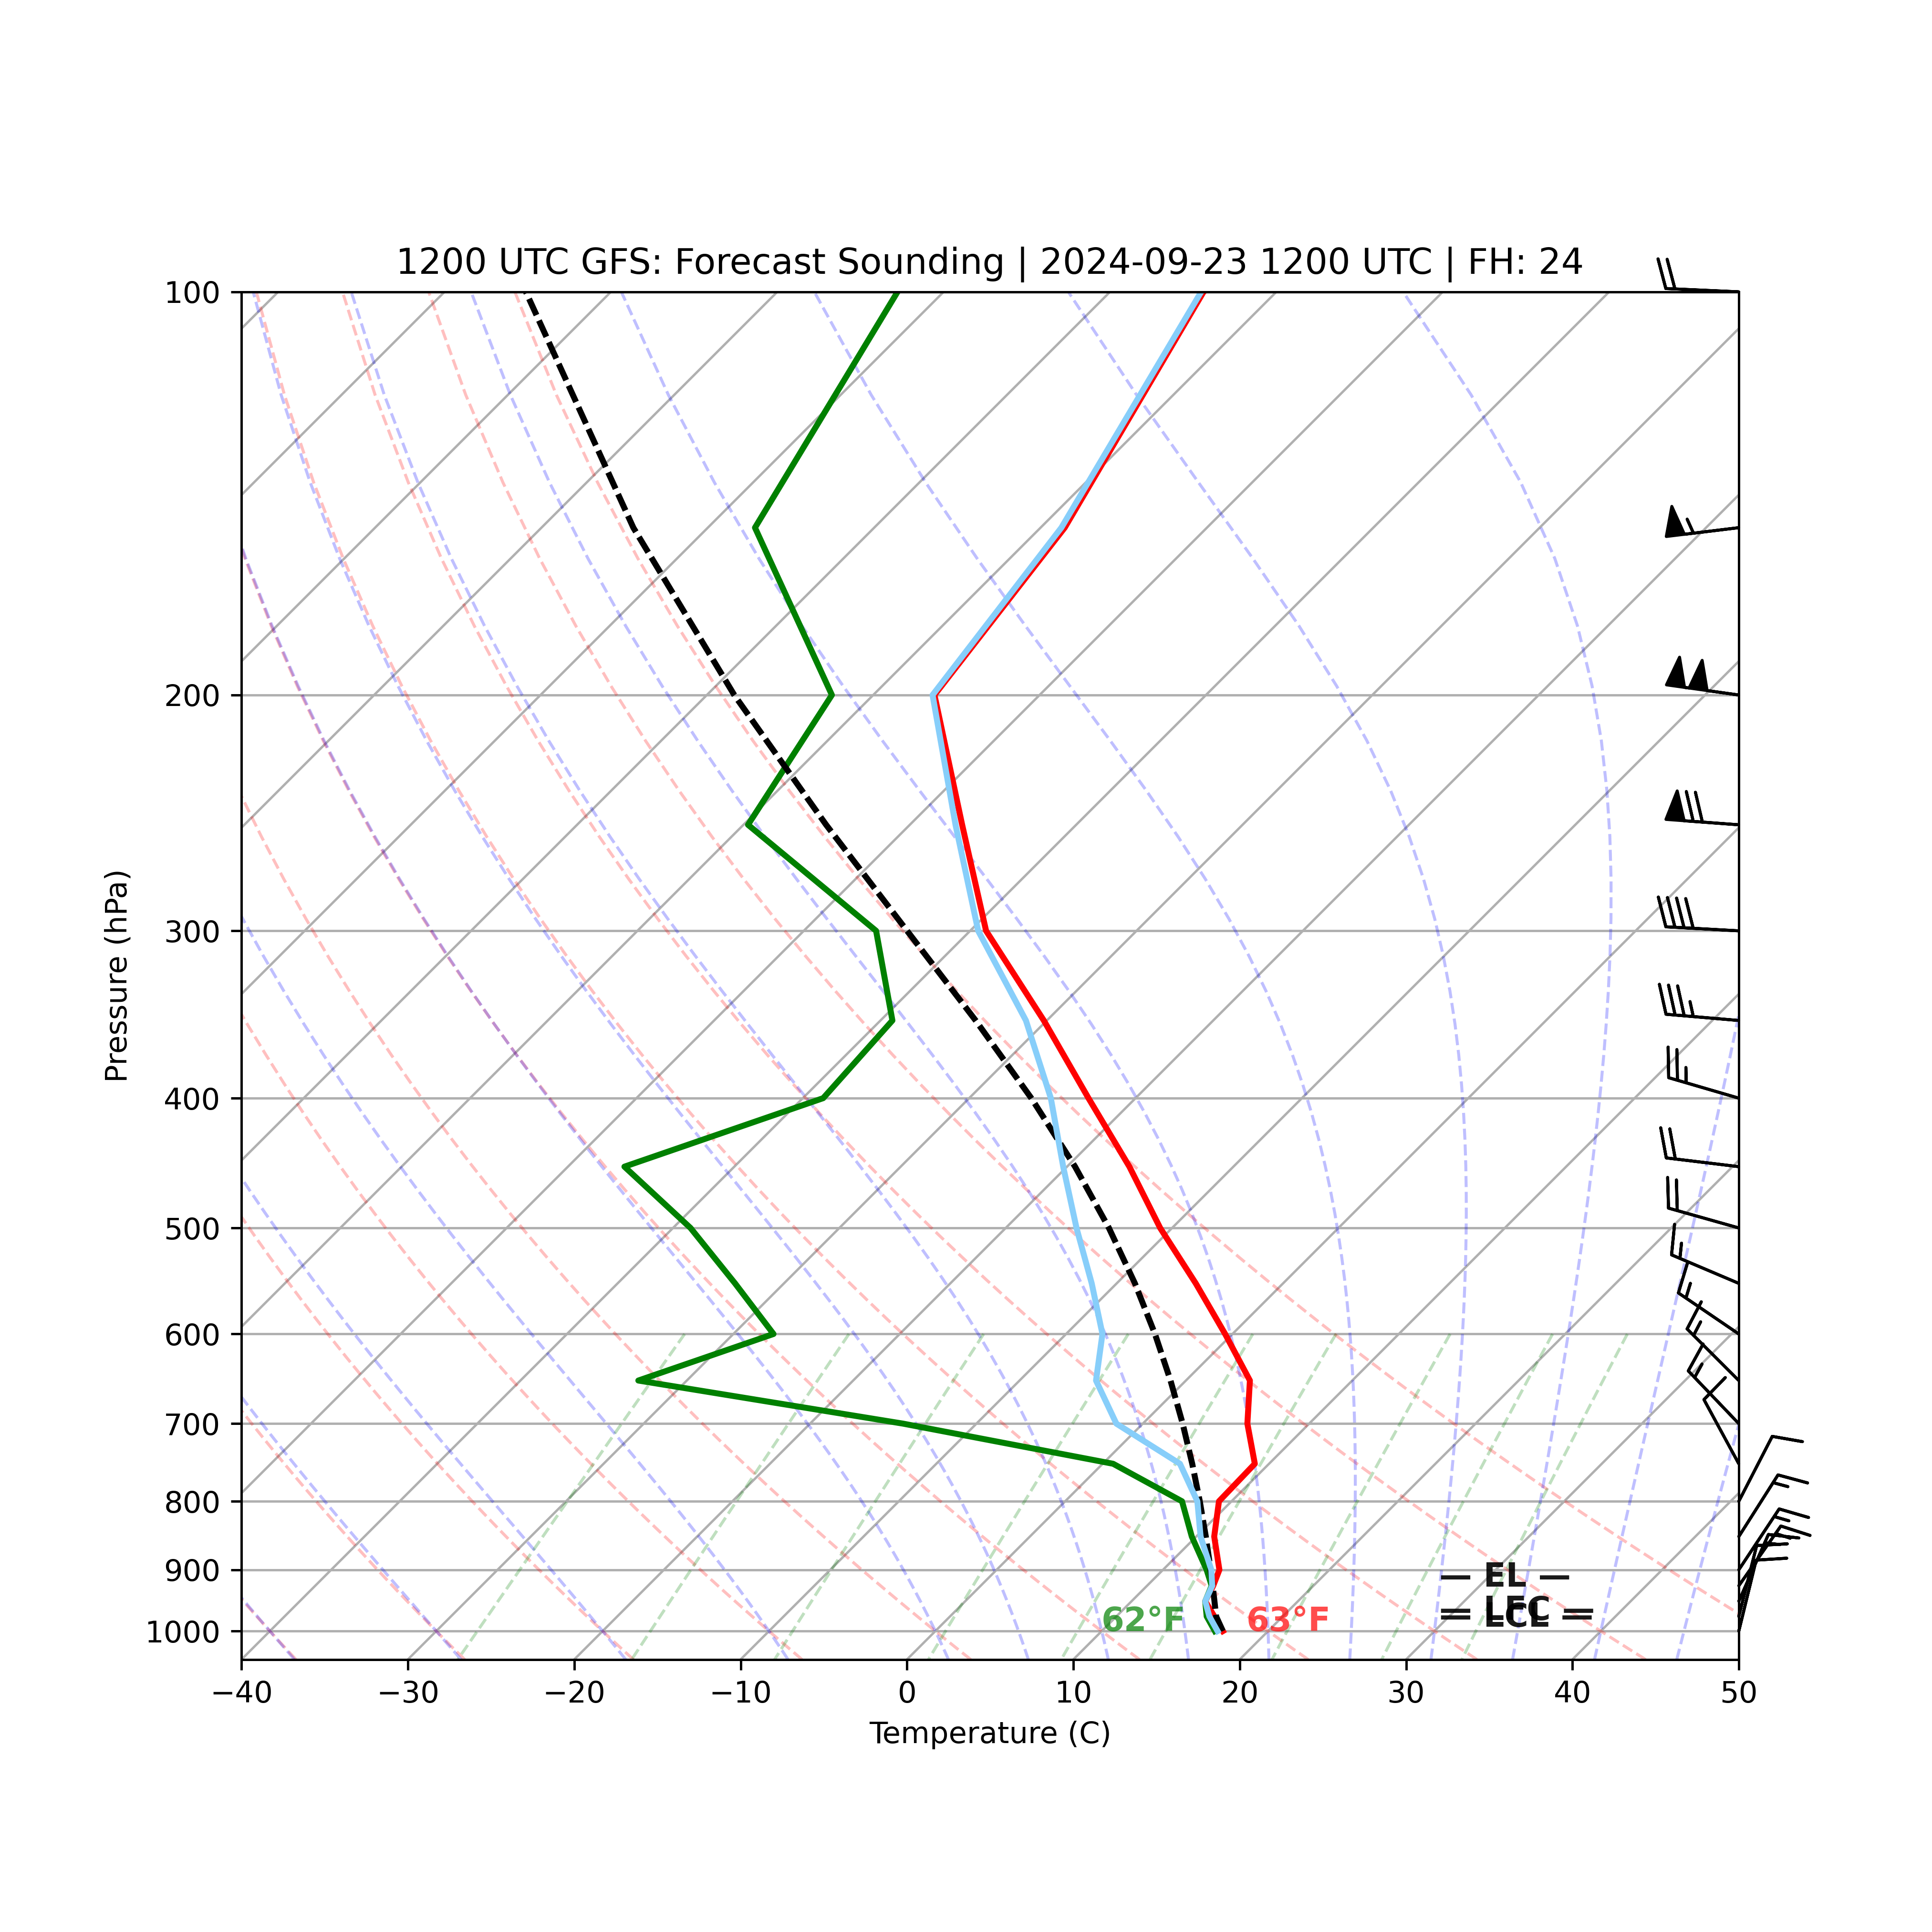 1200 UTC GFS: Forecast Sounding | 2024-09-23 1200 UTC | FH: 24
100
200
300
400
500
600
700
800
900
1000
Pressure (hPa)
— EL —
— LCL —
— LFC —
62°F
63°F
−40 −30 −20 −10 0 10 20 30 40 50
Temperature (C)